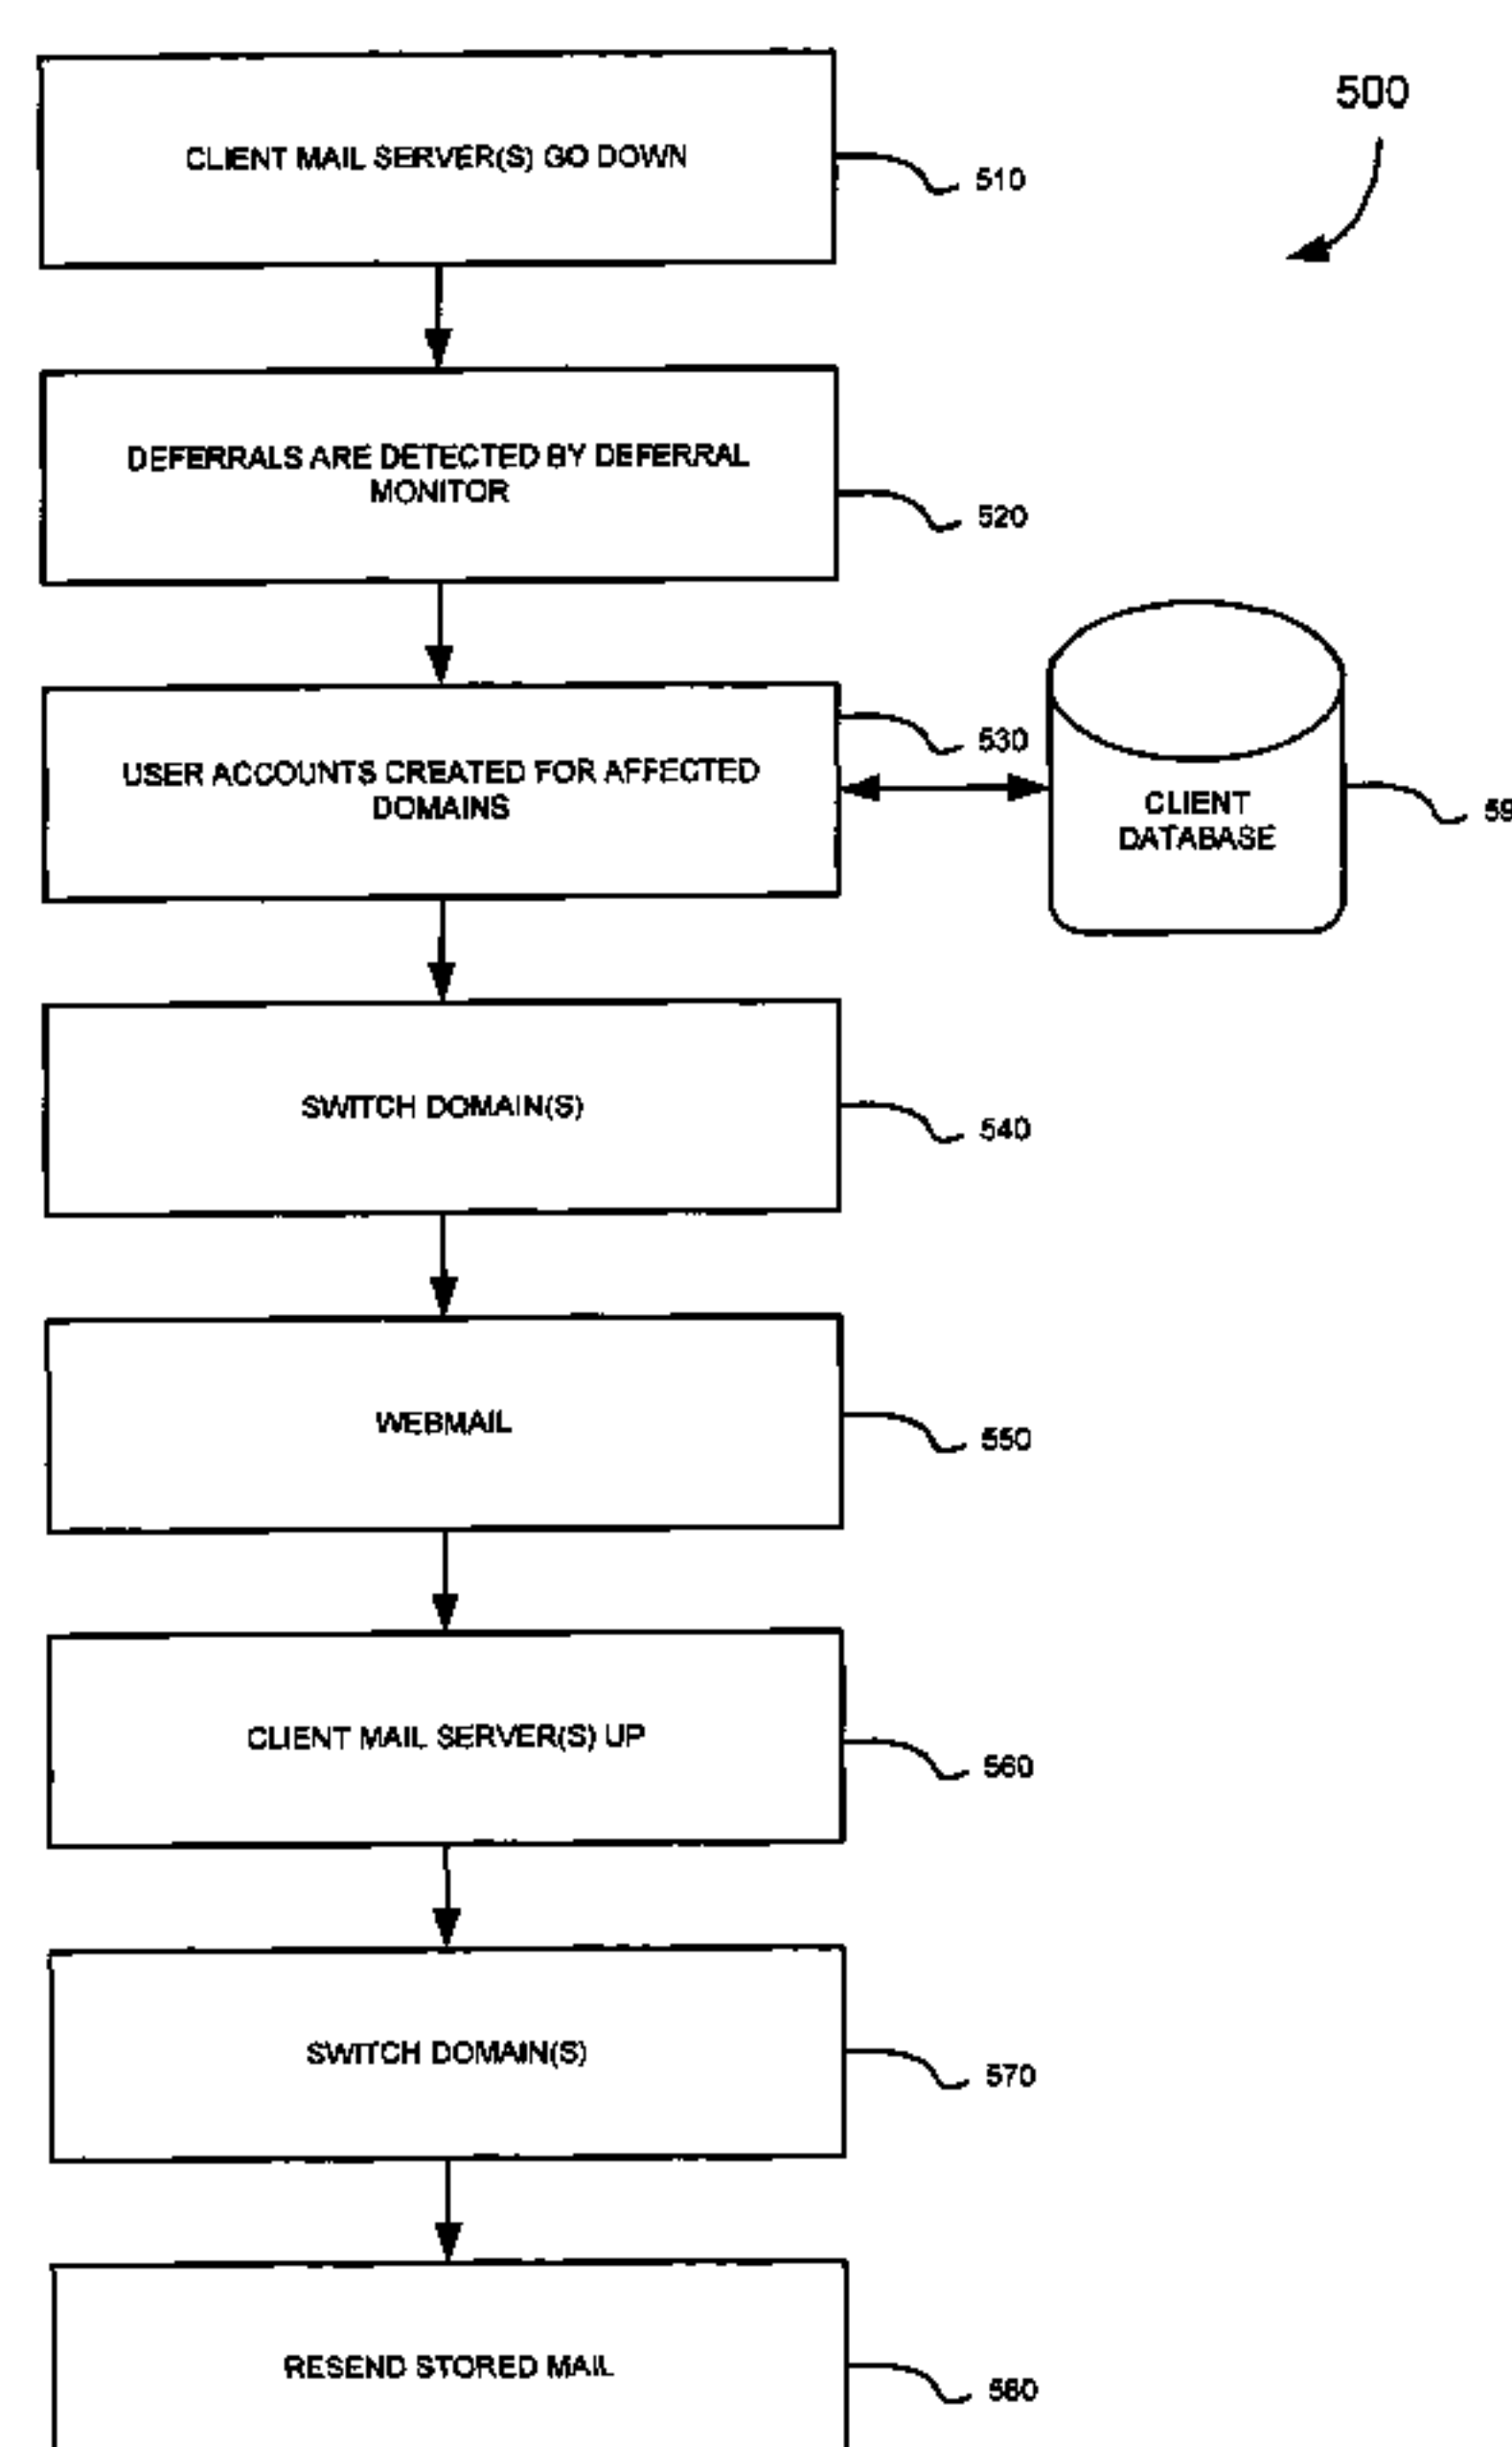 500
CLIENT MAIL SERVER(S) GO DOWN
510
DEFERRALS ARE DETECTED BY DEFERRAL
MONITOR
520
USER ACCOUNTS CREATED FOR AFFECTED
DOMAINS
530
CLIENT
DATABASE
SWITCH DOMAIN(S)
540
WEBMAIL
550
CLIENT MAIL SERVER(S) UP
560
SWITCH DOMAIN(S)
570
RESEND STORED MAIL
580